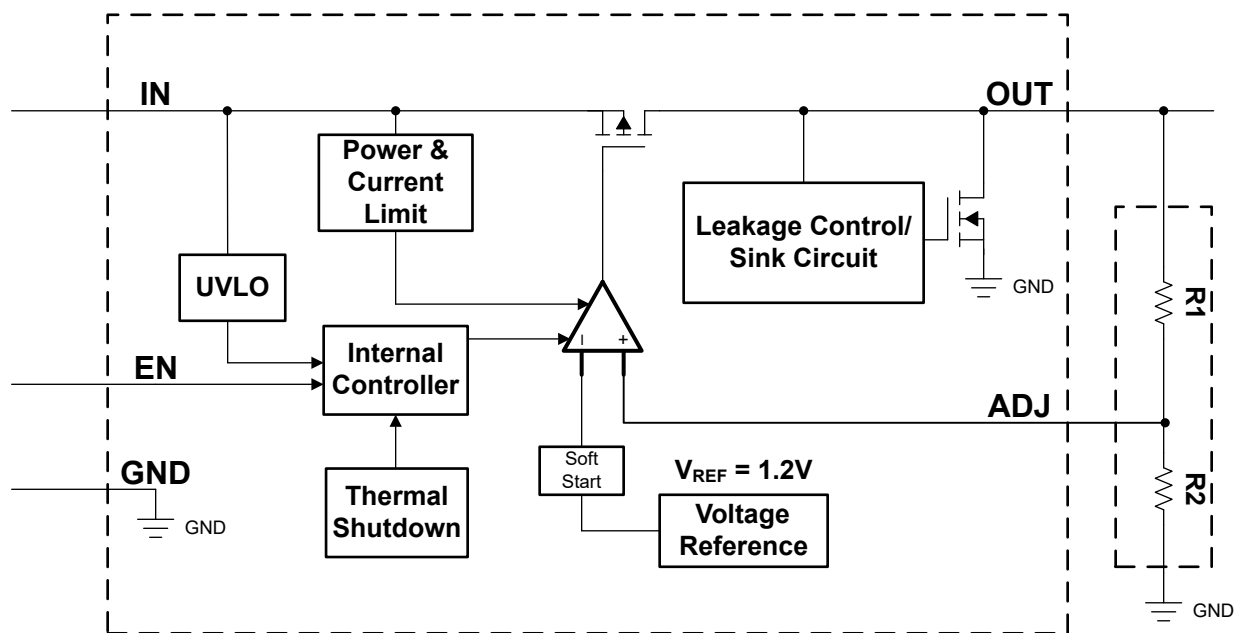 IN
OUT
Power &
Current
Limit
Leakage Control/
Sink Circuit
GND
UVLO
R1
Internal
Controller
- +
EN
ADJ
Soft
Start
VREF = 1.2V
GND
GND
Thermal
Shutdown
Voltage
Reference
R2
GND